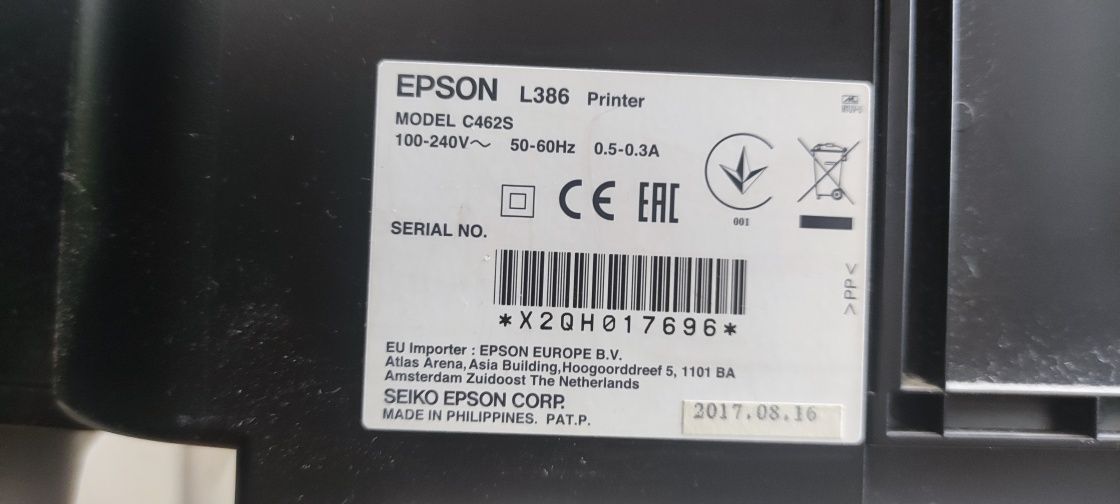 EPSON L386 Printer
MODEL C462S
100-240V～ 50-60Hz 0.5-0.3A
CE EAC
001
SERIAL NO.
*X2QH017696*
>PP<
EU Importer : EPSON EUROPE B.V.
Atlas Arena, Asia Building, Hoogoorddreef 5, 1101 BA
Amsterdam Zuidoost The Netherlands
SEIKO EPSON CORP.
MADE IN PHILIPPINES. PAT.P.
2017.08.16